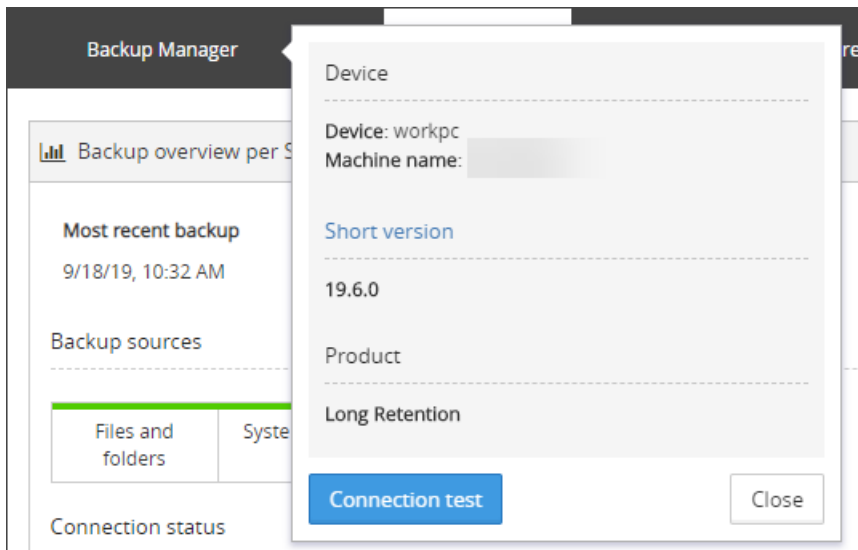 Backup Manager
re
Backup overview per S
Most recent backup
9/18/19, 10:32 AM
Backup sources
Files and
folders
Syste
Connection status
Device
Device: workpc
Machine name:
Short version
19.6.0
Product
Long Retention
Connection test
Close